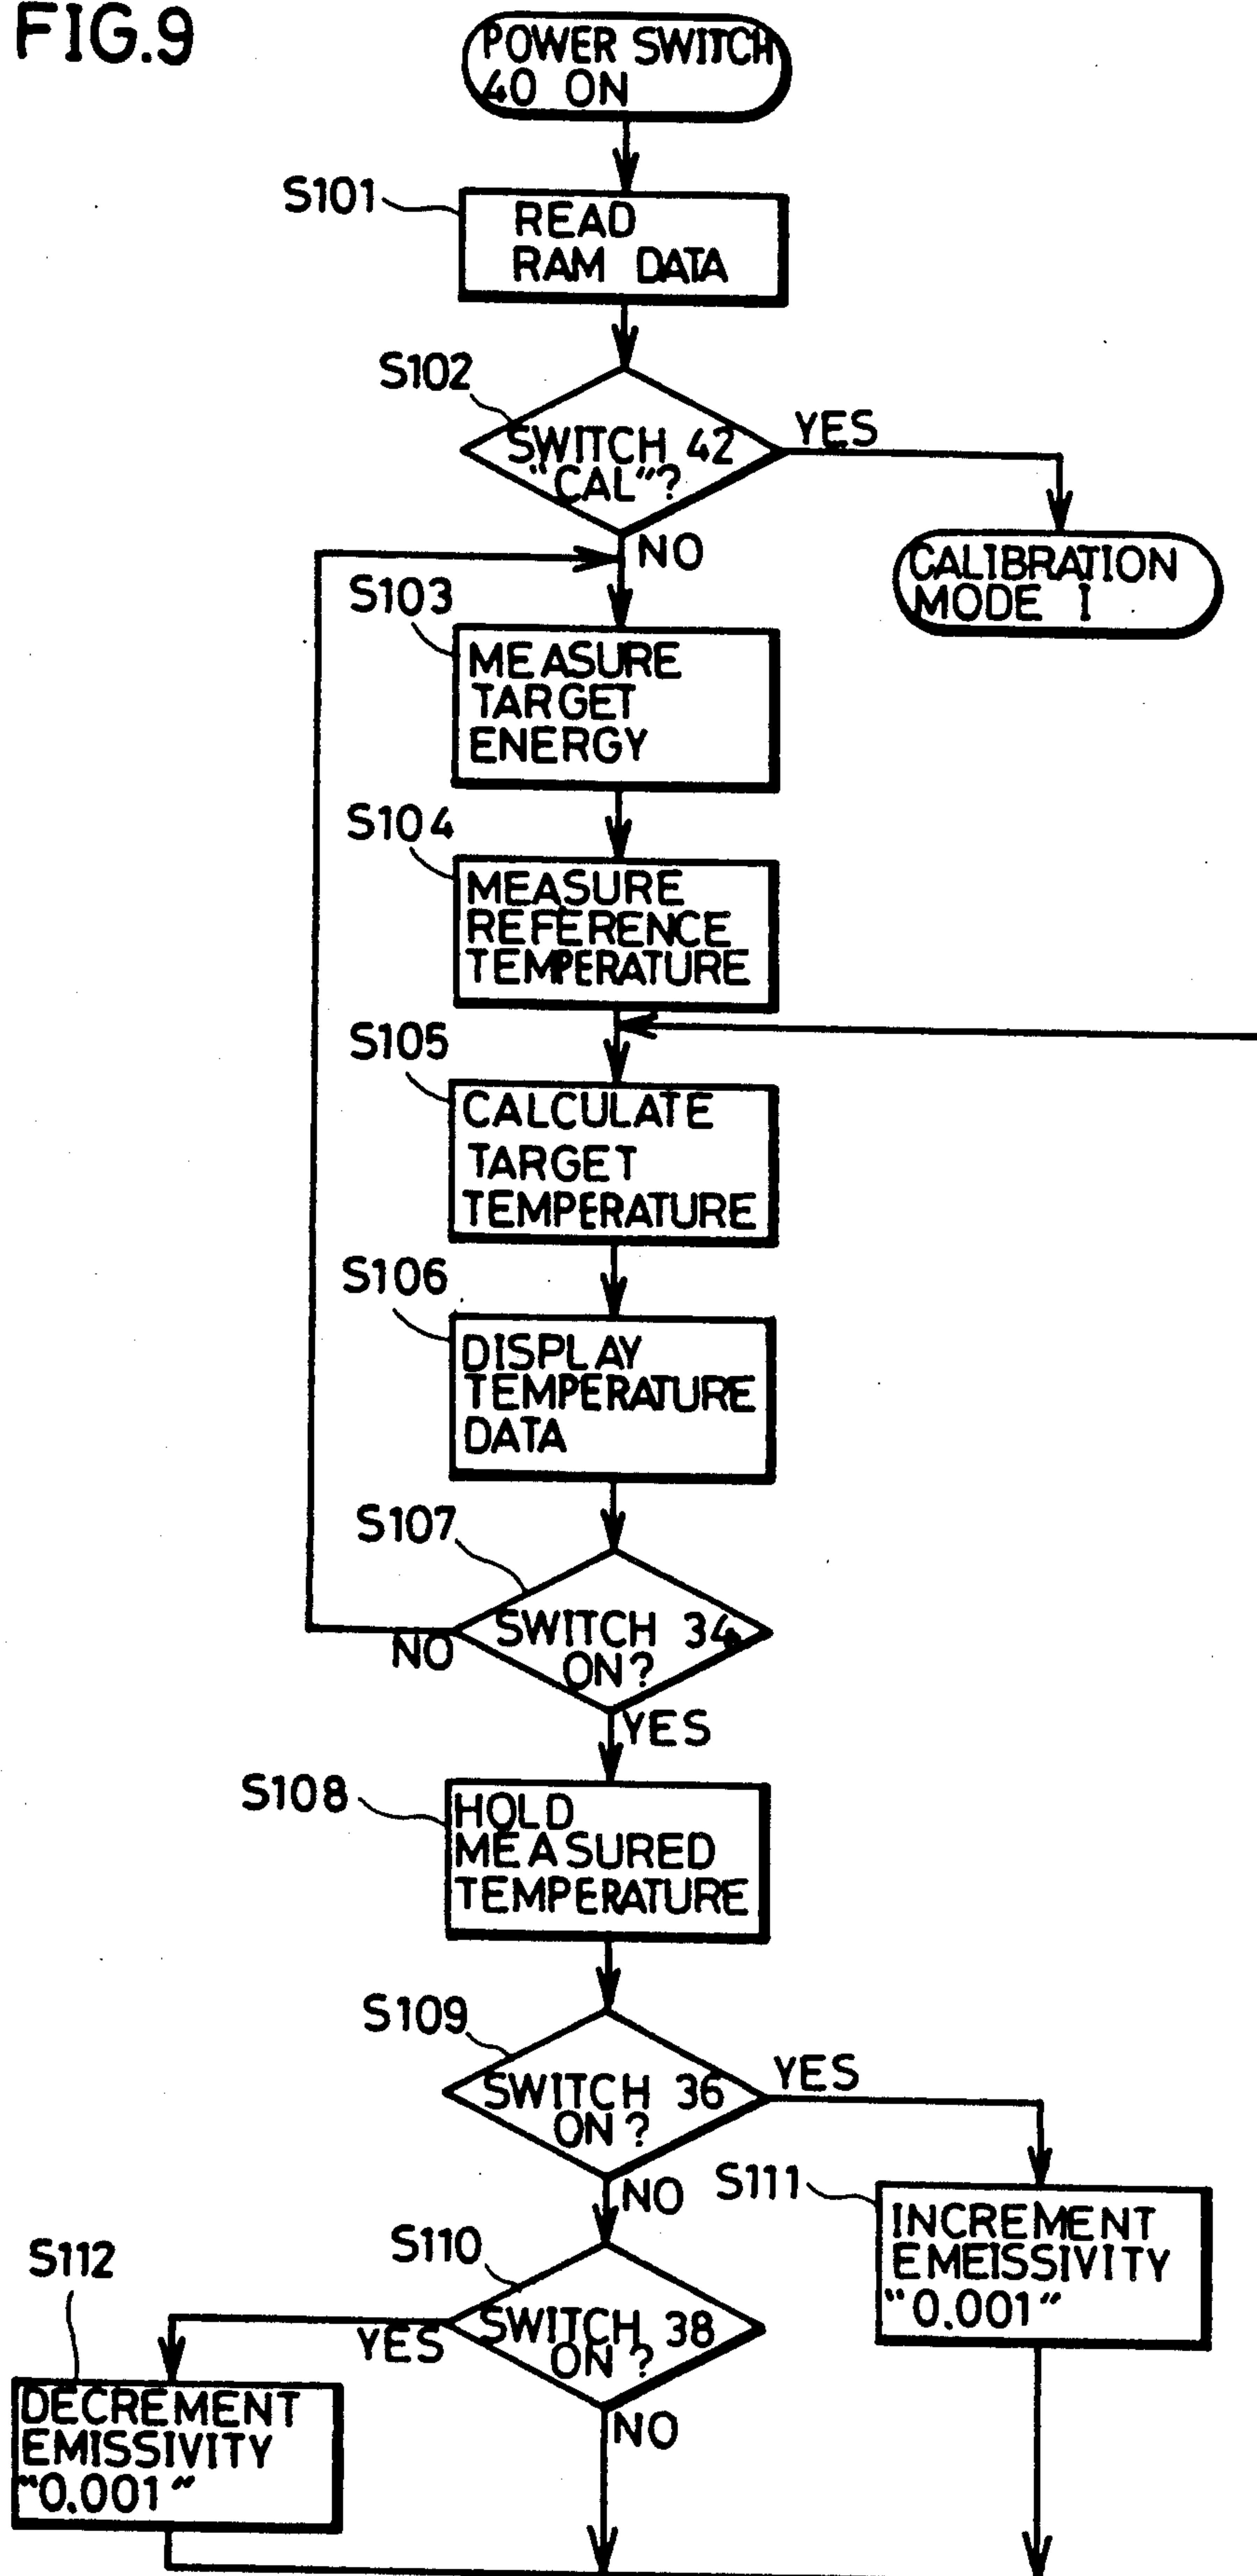 FIG.9
POWER SWITCH
40 ON
S101
READ
RAM DATA
S102
SWITCH 42
"CAL"?
YES
NO
CALIBRATION
MODE I
S103
MEASURE
TARGET
ENERGY
S104
MEASURE
REFERENCE
TEMPERATURE
S105
CALCULATE
TARGET
TEMPERATURE
S106
DISPLAY
TEMPERATURE
DATA
S107
SWITCH 34
ON?
NO
YES
S108
HOLD
MEASURED
TEMPERATURE
S109
SWITCH 36
ON?
YES
NO
S111
INCREMENT
EMEISSIVITY
"0.001"
S110
SWITCH 38
ON?
YES
NO
S112
DECREMENT
EMISSIVITY
"0.001"